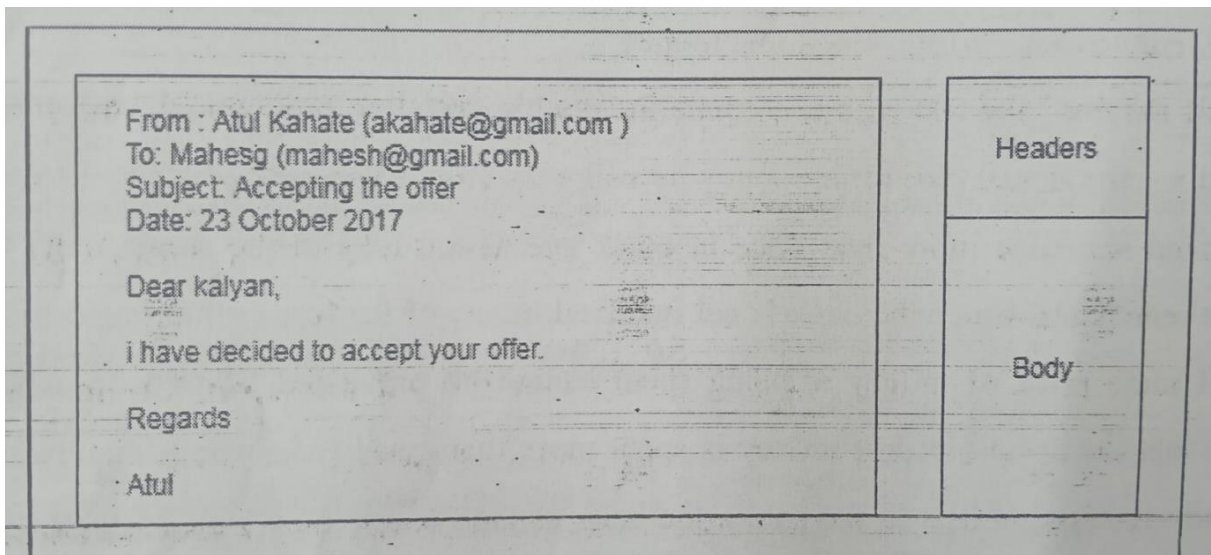 From : Atul Kahate (akahate@gmail.com )
To: Mahesg (mahesh@gmail.com)
Subject: Accepting the offer
Date: 23 October 2017
Dear kalyan,
i have decided to accept your offer.
Regards
Atul
Headers
Body